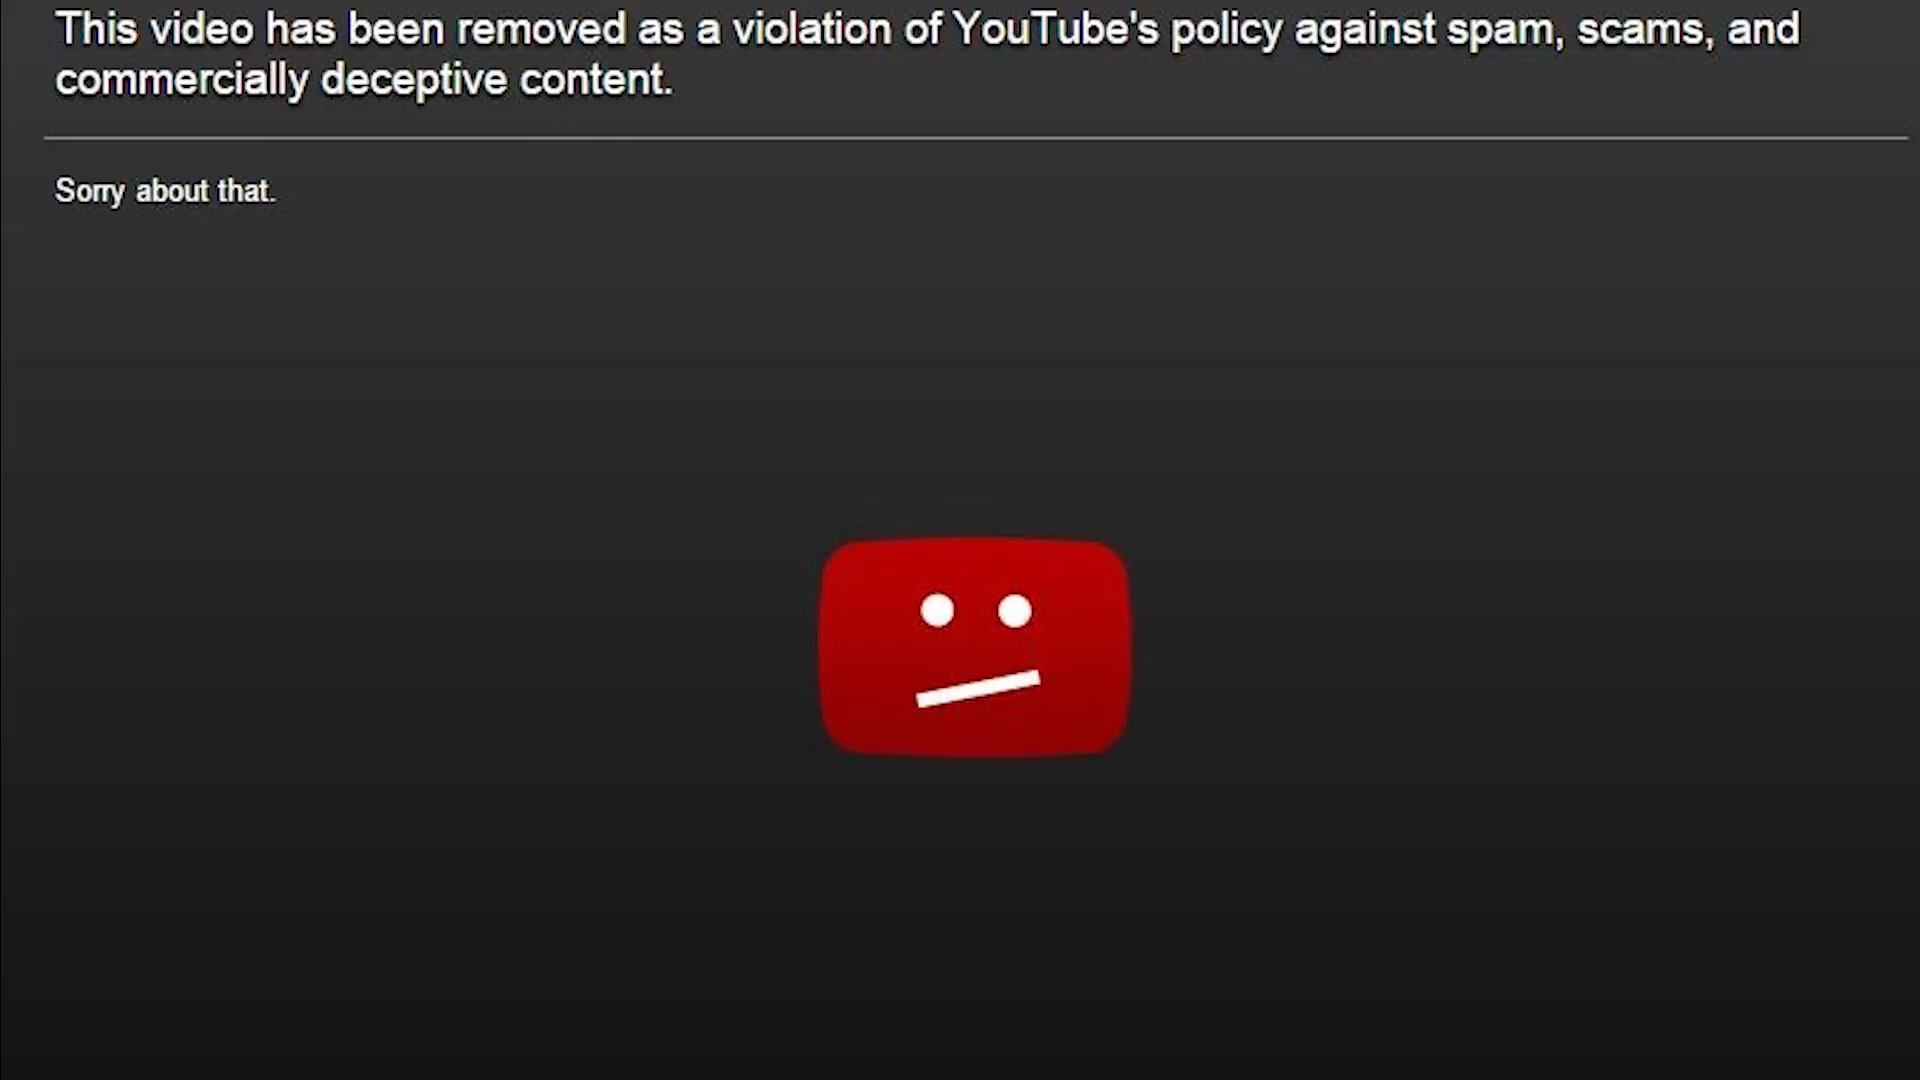 This video has been removed as a violation of YouTube's policy against spam, scams, and
commercially deceptive content.
Sorry about that.